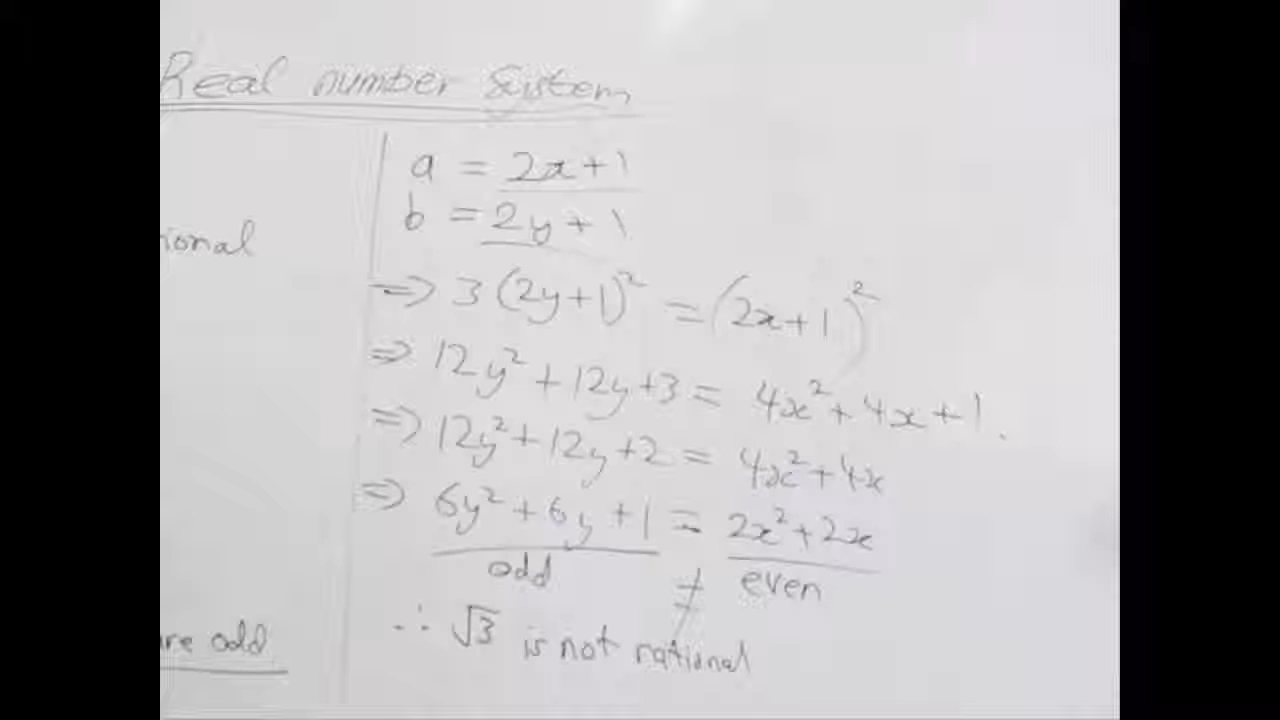 Real number System
a = 2x+1
b = 2y+1
ional
⇒ 3(2y+1)² = (2x+1)²
⇒ 12y² + 12y+3 = 4x² + 4x + 1.
⇒ 12y² + 12y + 2 = 4x² + 4x
⇒ 6y² + 6y + 1 = 2x² + 2x
odd ≠ even
∴ √3 is not rational
are odd